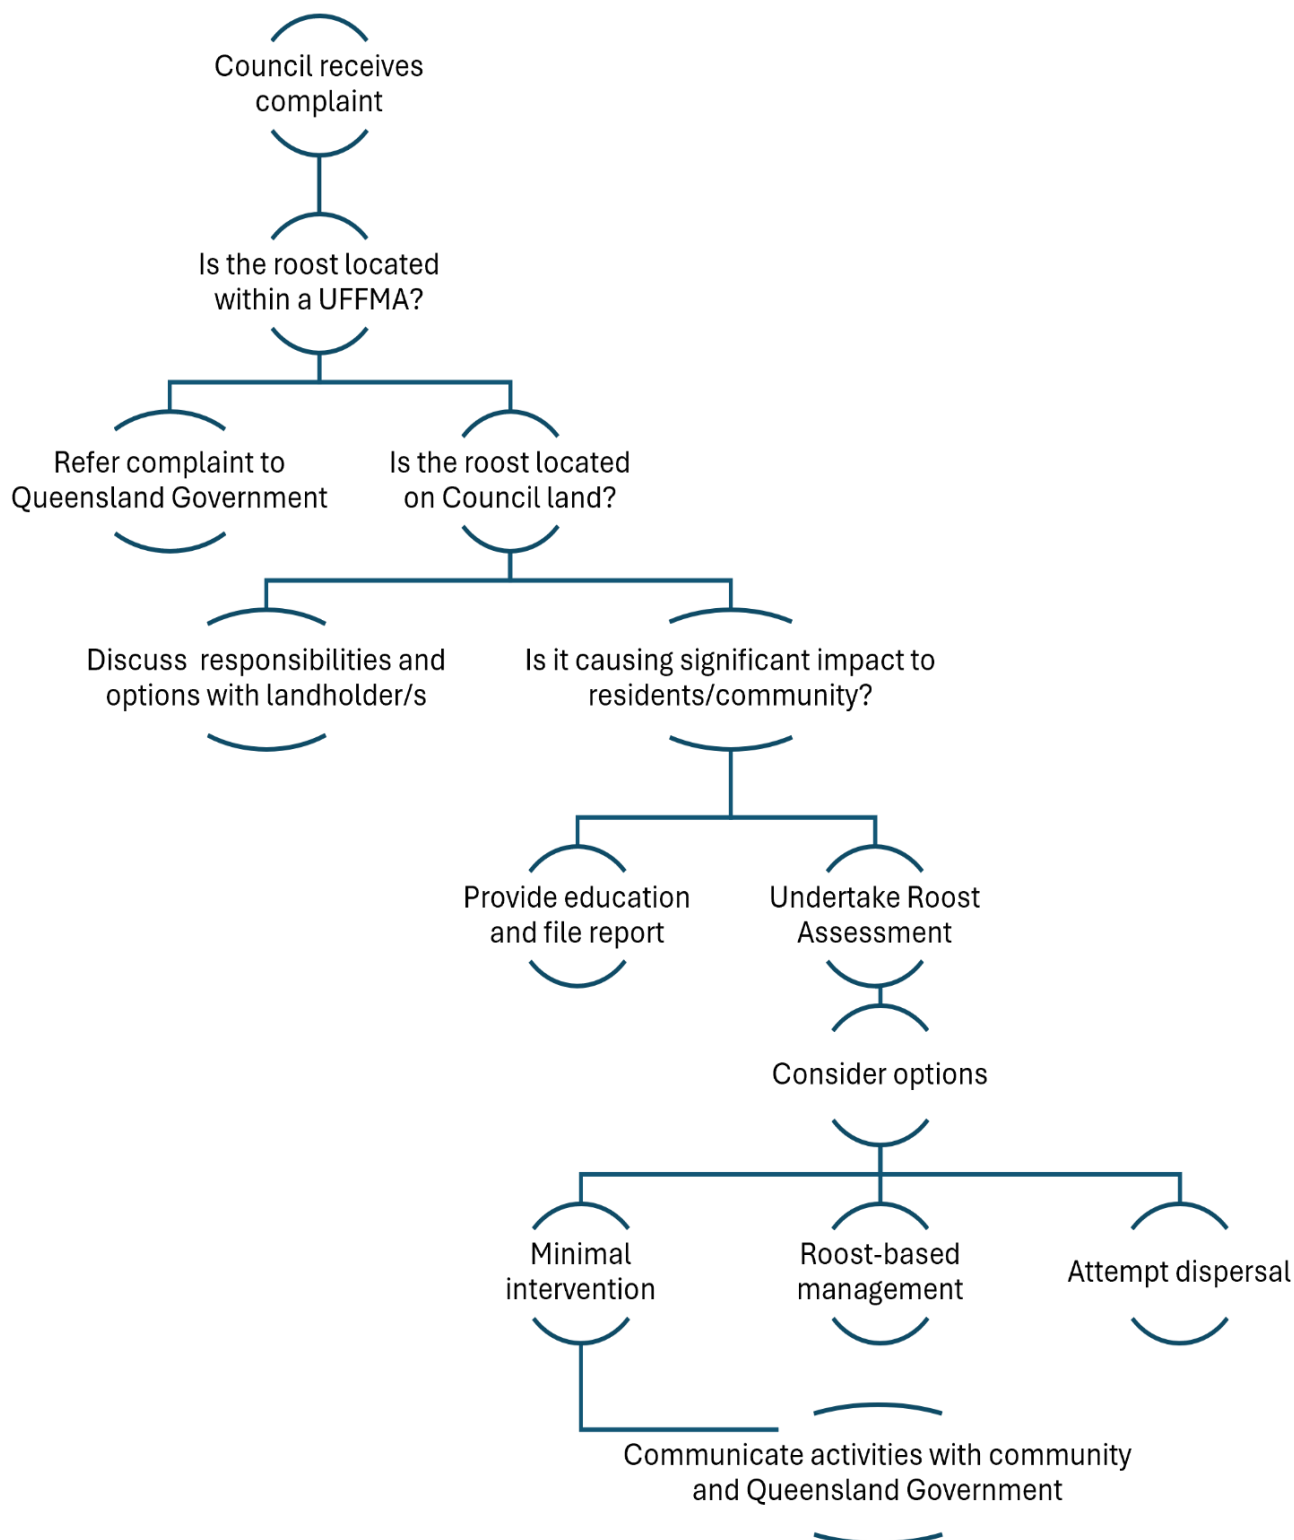 Council receives
complaint
Is the roost located
within a UFFMA?
Refer complaint to
Queensland Government
Is the roost located
on Council land?
Discuss  responsibilities and
options with landholder/s
Is it causing significant impact to
residents/community?
Provide education
and file report
Undertake Roost
Assessment
Consider options
Minimal
intervention
Roost-based
management
Attempt dispersal
Communicate activities with community
and Queensland Government